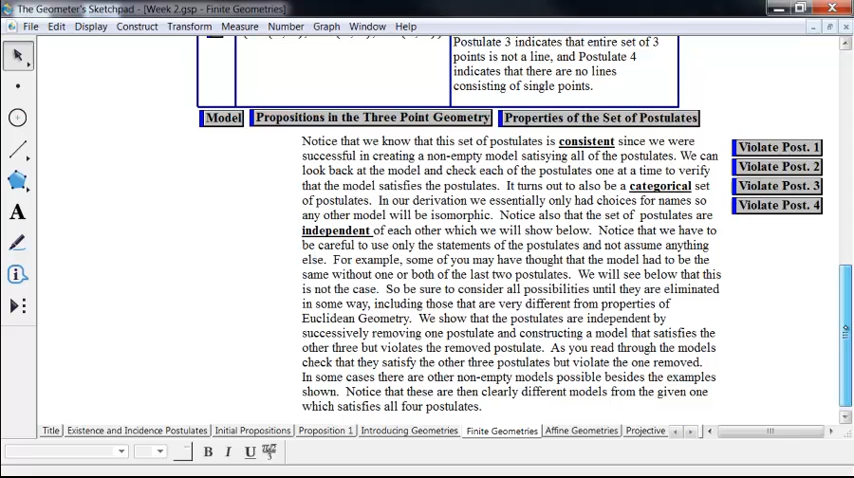 The Geometer's Sketchpad - [Week 2.gsp - Finite Geometries]
File Edit Display Construct Transform Measure Number Graph Window Help
Postulate 3 indicates that entire set of 3
points is not a line, and Postulate 4
indicates that there are no lines
consisting of single points.
Model Propositions in the Three Point Geometry Properties of the Set of Postulates
Notice that we know that this set of postulates is consistent since we were
successful in creating a non-empty model satisying all of the postulates. We can
look back at the model and check each of the postulates one at a time to verify
that the model satisfies the postulates. It turns out to also be a categorical set
of postulates. In our derivation we essentially only had choices for names so
any other model will be isomorphic. Notice also that the set of postulates are
independent of each other which we will show below. Notice that we have to
be careful to use only the statements of the postulates and not assume anything
else. For example, some of you may have thought that the model had to be the
same without one or both of the last two postulates. We will see below that this
is not the case. So be sure to consider all possibilities until they are eliminated
in some way, including those that are very different from properties of
Euclidean Geometry. We show that the postulates are independent by
successively removing one postulate and constructing a model that satisfies the
other three but violates the removed postulate. As you read through the models
check that they satisfy the other three postulates but violate the one removed.
In some cases there are other non-empty models possible besides the examples
shown. Notice that these are then clearly different models from the given one
which satisfies all four postulates.
Violate Post. 1
Violate Post. 2
Violate Post. 3
Violate Post. 4
Title Existence and Incidence Postulates Initial Propositions Proposition 1 Introducing Geometries Finite Geometries Affine Geometries Projective
B I U
A